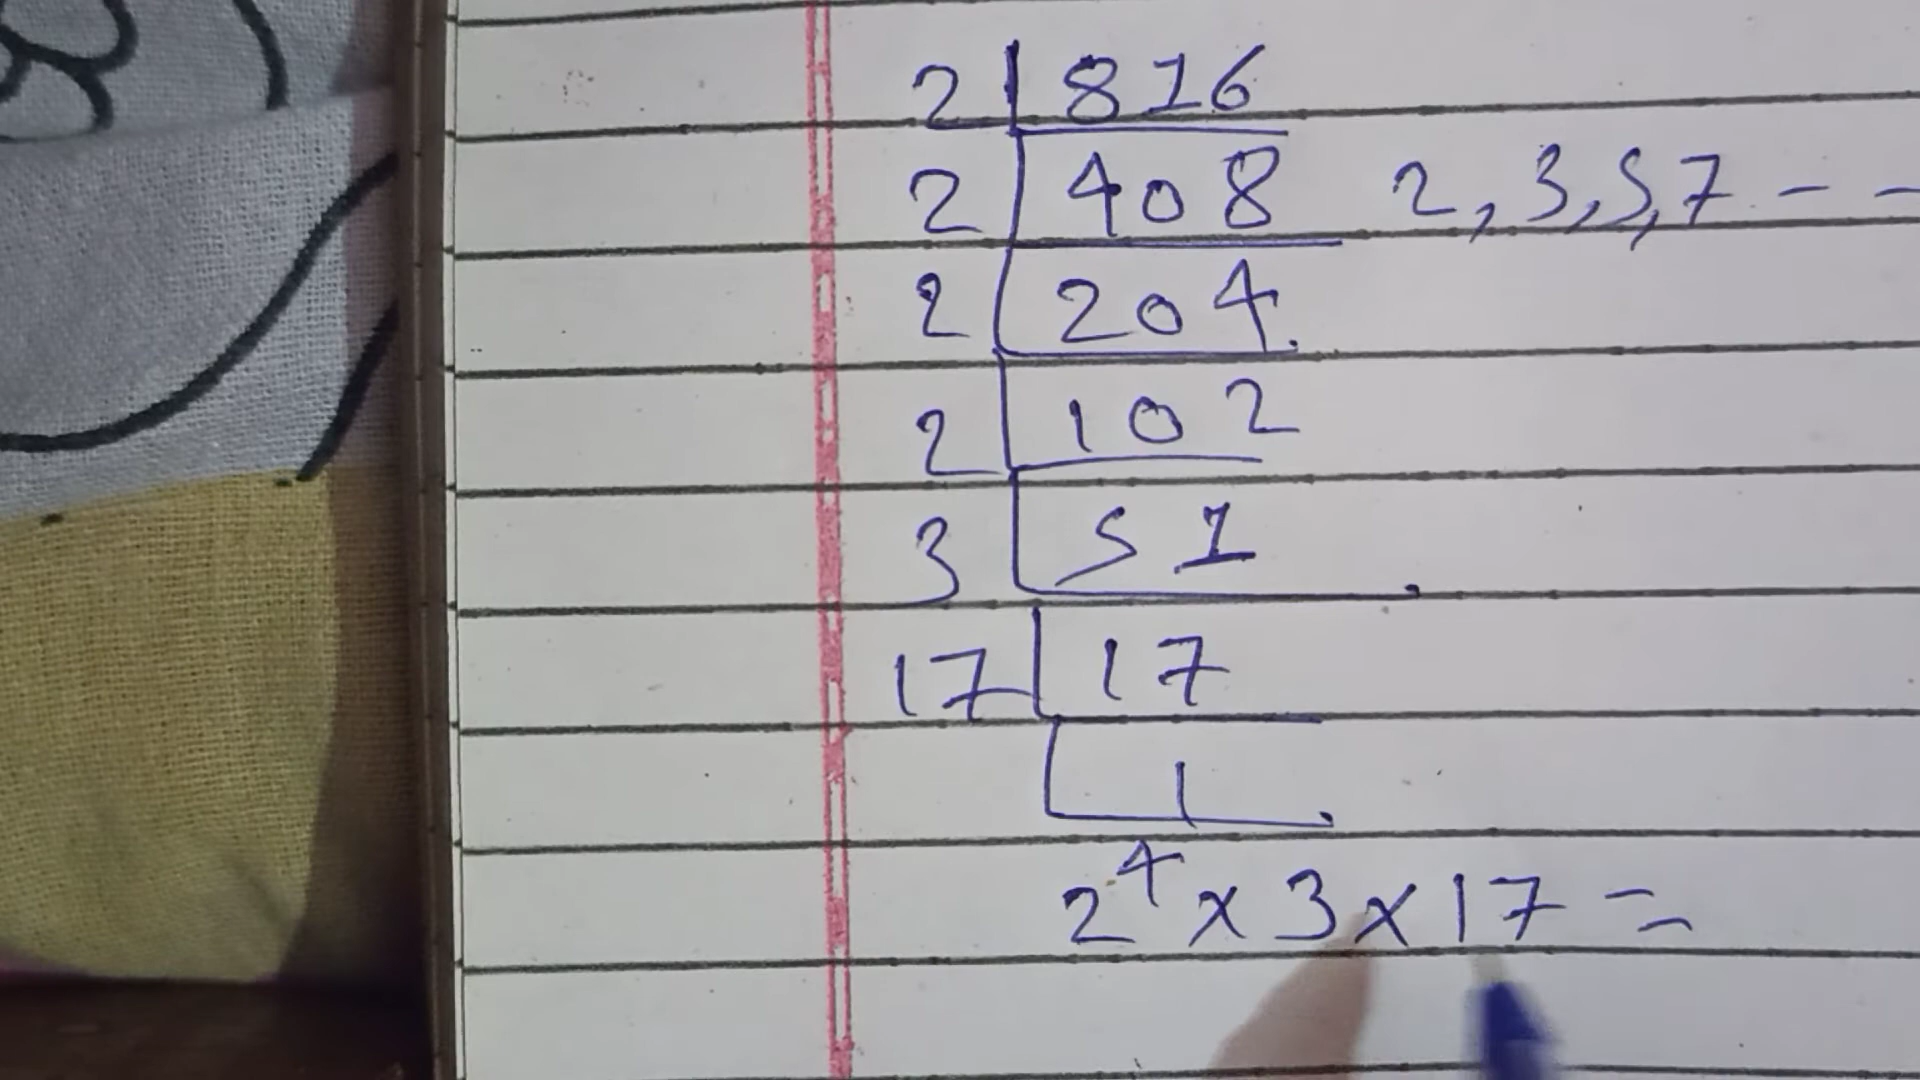 2 | 816
2 | 408 2, 3, 5, 7 - -
2 | 204
2 | 102
3 | 51
17 | 17
1
2⁴ x 3 x 17 =